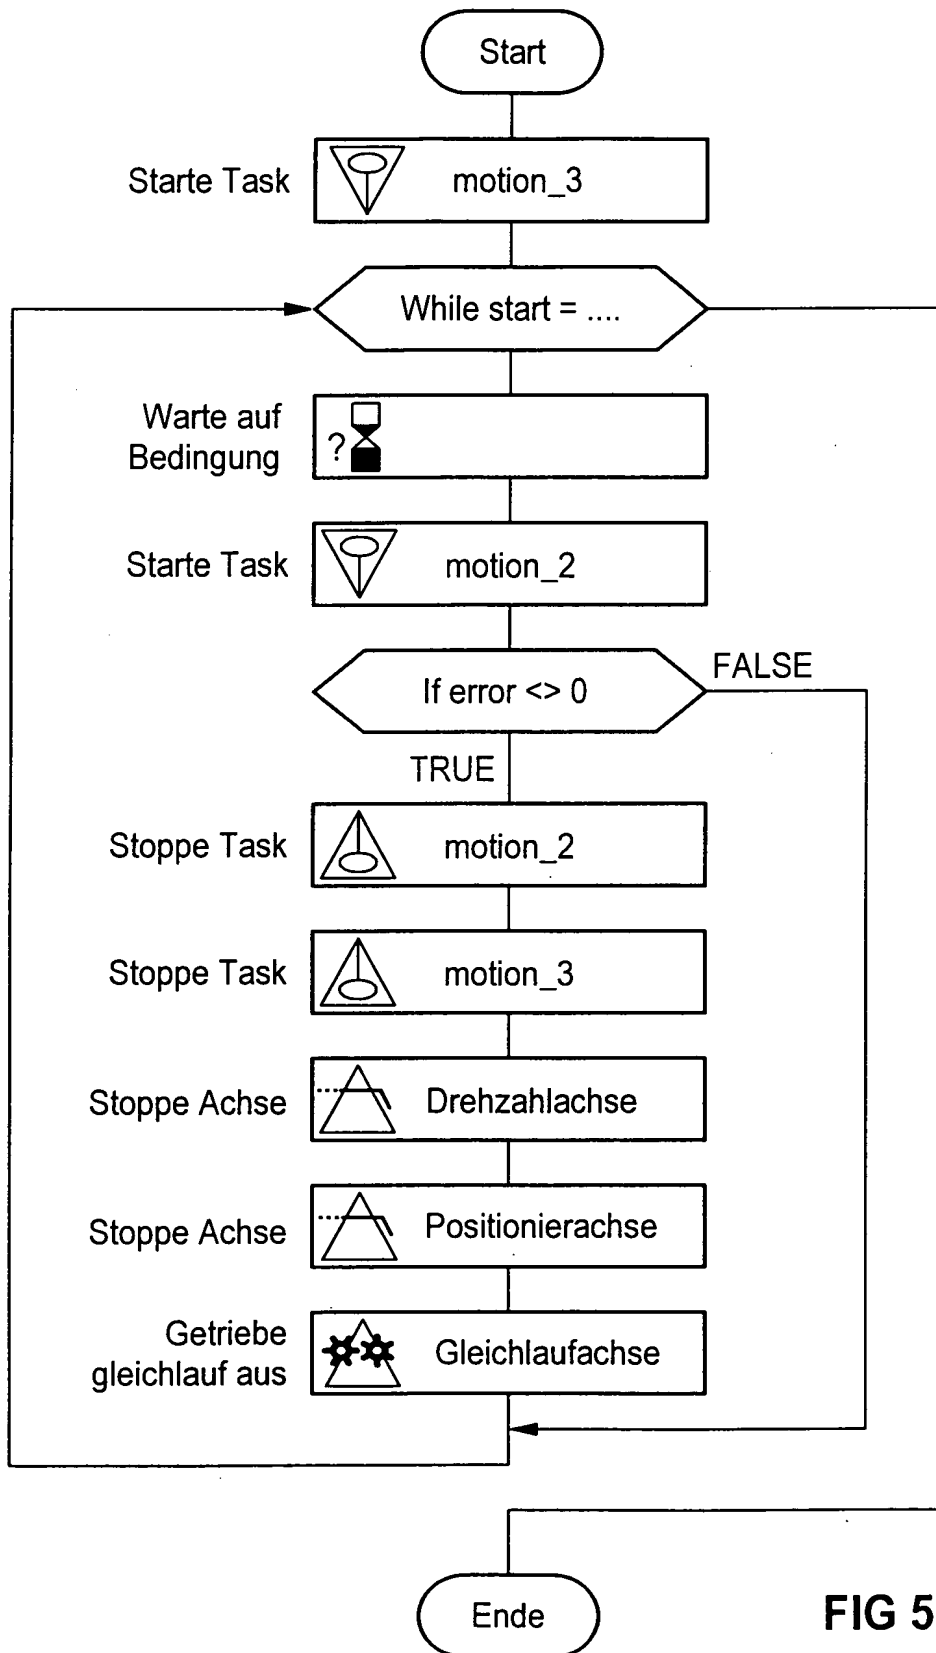 Start
Starte Task
motion_3
While start = ....
Warte auf
Bedingung
?
Starte Task
motion_2
If error <> 0
FALSE
TRUE
Stoppe Task
motion_2
Stoppe Task
motion_3
Stoppe Achse
Drehzahlachse
Stoppe Achse
Positionierachse
Getriebe
gleichlauf aus
Gleichlaufachse
Ende
FIG 5